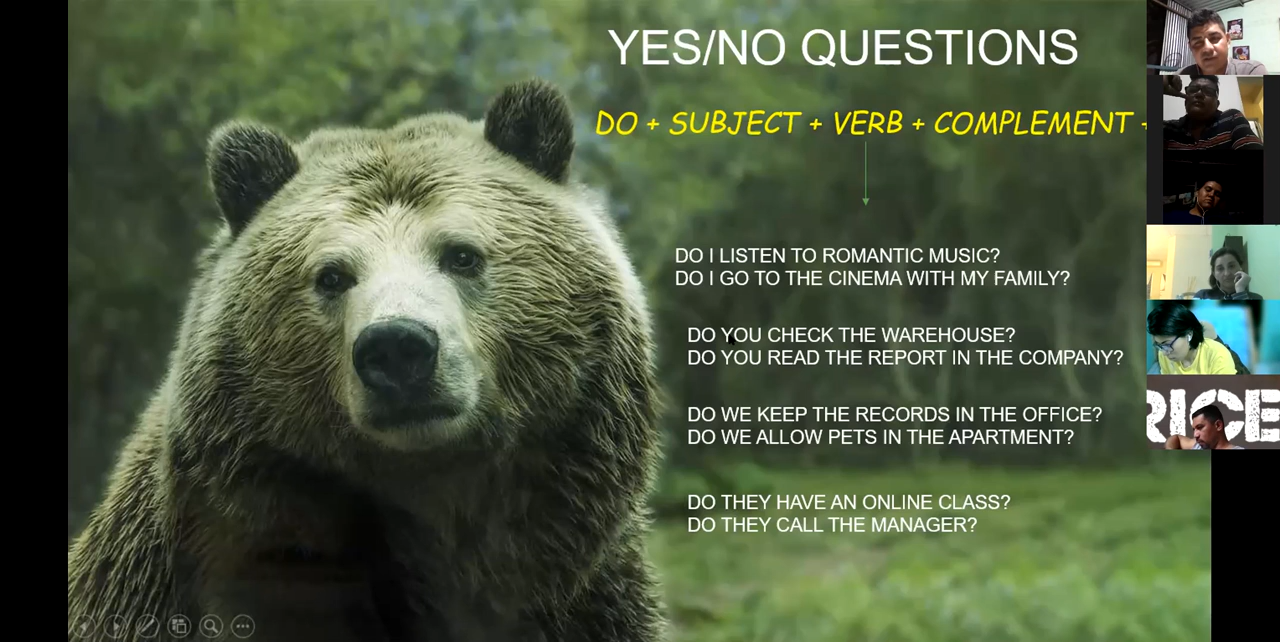 YES/NO QUESTIONS
DO + SUBJECT + VERB + COMPLEMENT +
DO I LISTEN TO ROMANTIC MUSIC?
DO I GO TO THE CINEMA WITH MY FAMILY?
DO YOU CHECK THE WAREHOUSE?
DO YOU READ THE REPORT IN THE COMPANY?
DO WE KEEP THE RECORDS IN THE OFFICE?
DO WE ALLOW PETS IN THE APARTMENT?
DO THEY HAVE AN ONLINE CLASS?
DO THEY CALL THE MANAGER?
RICE